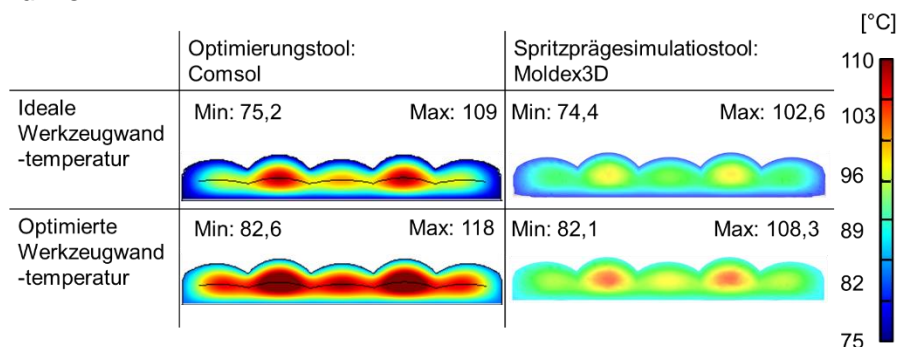 [°C]
Optimierungstool:
Comsol
Spritzprägesimulatiostool:
Moldex3D
Ideale
Werkzeugwand
-temperatur
Min: 75,2 Max: 109
Min: 74,4 Max: 102,6
Optimierte
Werkzeugwand
-temperatur
Min: 82,6 Max: 118
Min: 82,1 Max: 108,3
110
103
96
89
82
75